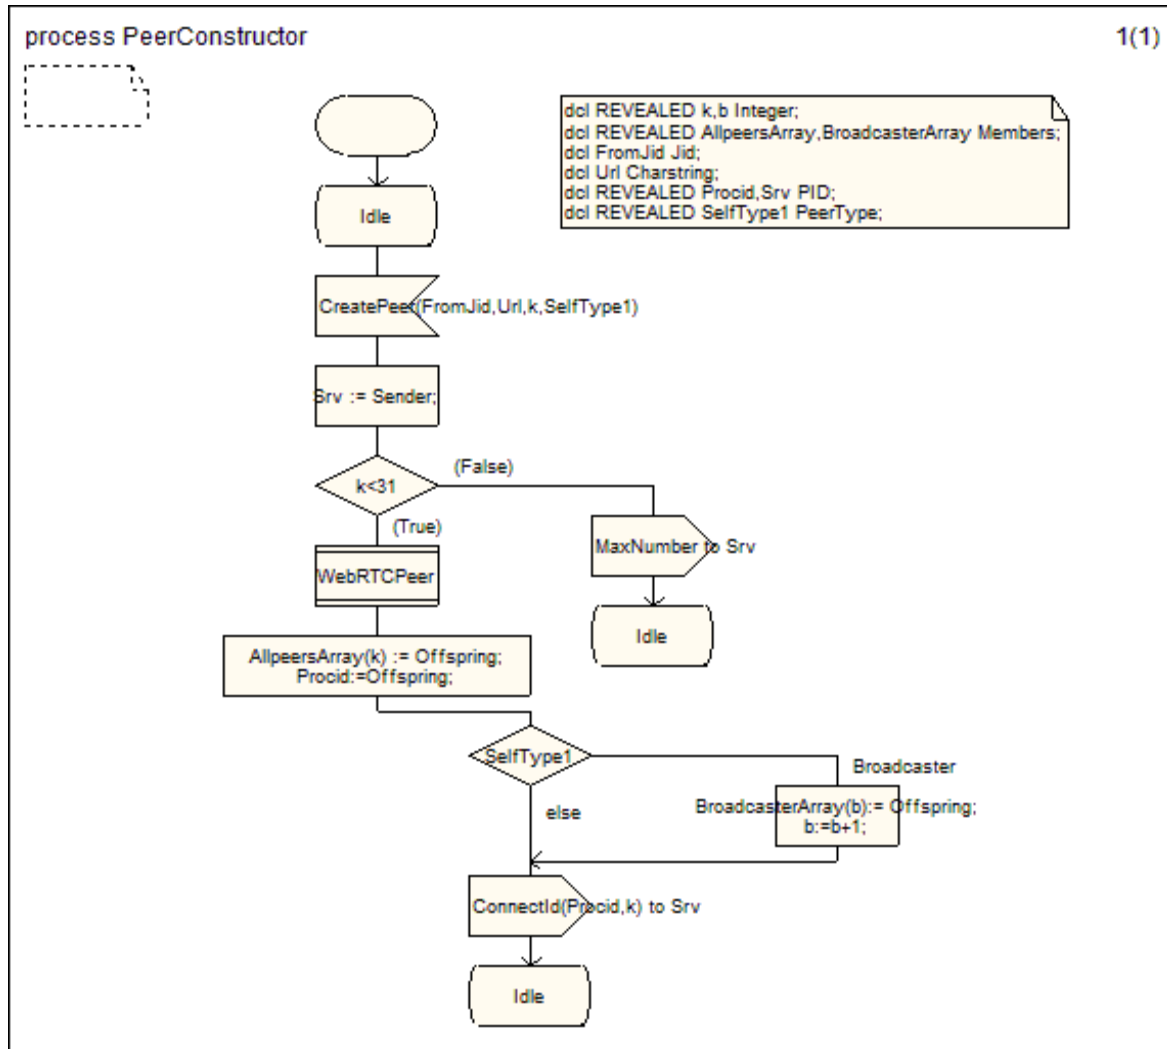 process PeerConstructor
1(1)
dcl REVEALED k,b Integer;
dcl REVEALED AllpeersArray,BroadcasterArray Members;
dcl FromJid Jid;
dcl Url Charstring;
dcl REVEALED Procid,Srv PID;
dcl REVEALED SelfType1 PeerType;
Idle
CreatePeer(FromJid,Url,k,SelfType1)
Srv := Sender;
k<31
(False)
(True)
MaxNumber to Srv
Idle
WebRTCPeer
AllpeersArray(k) := Offspring;
Procid:=Offspring;
SelfType1
Broadcaster
else
BroadcasterArray(b):= Offspring;
b:=b+1;
ConnectId(Procid,k) to Srv
Idle